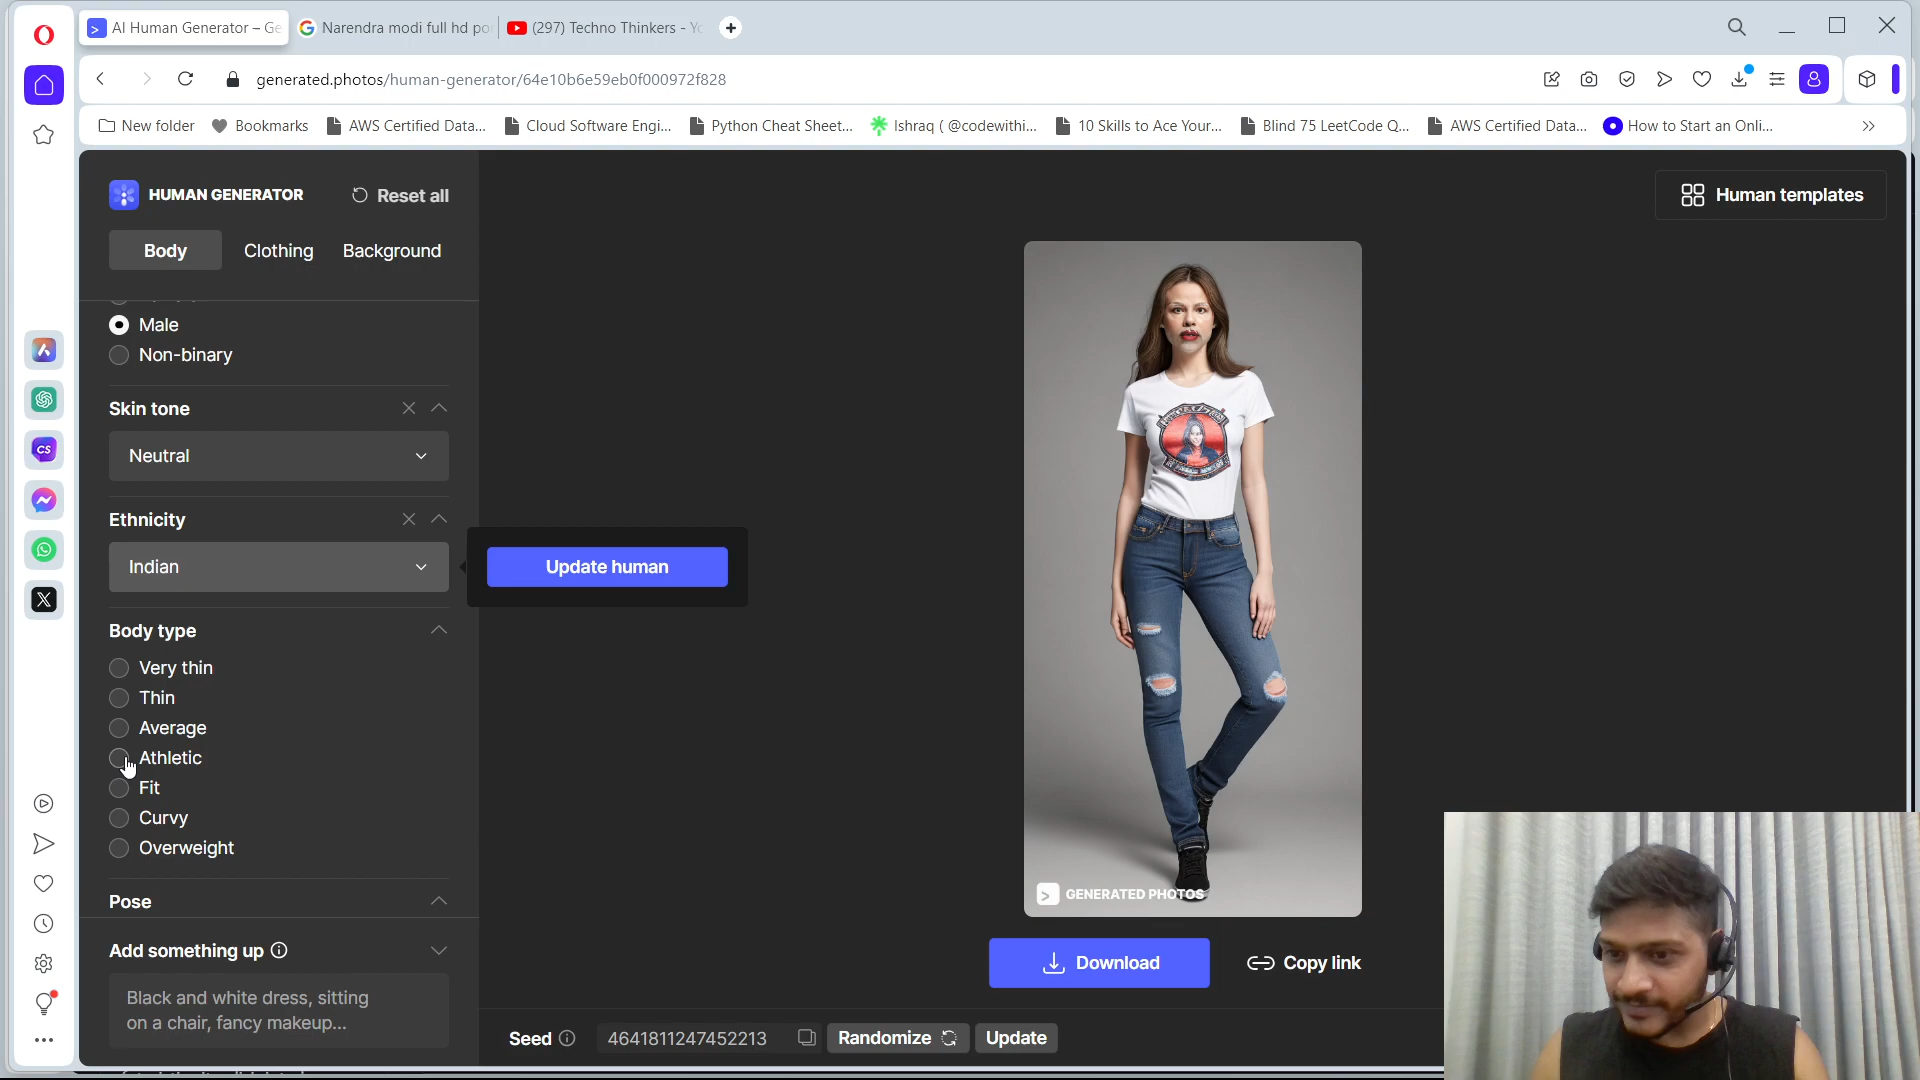 AI Human Generator – Ge
Narendra modi full hd po
(297) Techno Thinkers - Yo
generated.photos/human-generator/64e10b6e59eb0f000972f828
New folder
Bookmarks
AWS Certified Data...
Cloud Software Engi...
Python Cheat Sheet...
Ishraq ( @codewithi...
10 Skills to Ace Your...
Blind 75 LeetCode Q...
AWS Certified Data...
How to Start an Onli...
HUMAN GENERATOR
Reset all
Human templates
Body
Clothing
Background
Male
Non-binary
Skin tone
Neutral
Ethnicity
Indian
Update human
Body type
Very thin
Thin
Average
Athletic
Fit
Curvy
Overweight
Pose
Add something up
Black and white dress, sitting
on a chair, fancy makeup...
GENERATED PHOTOS
Download
Copy link
Seed
4641811247452213
Randomize
Update
CS